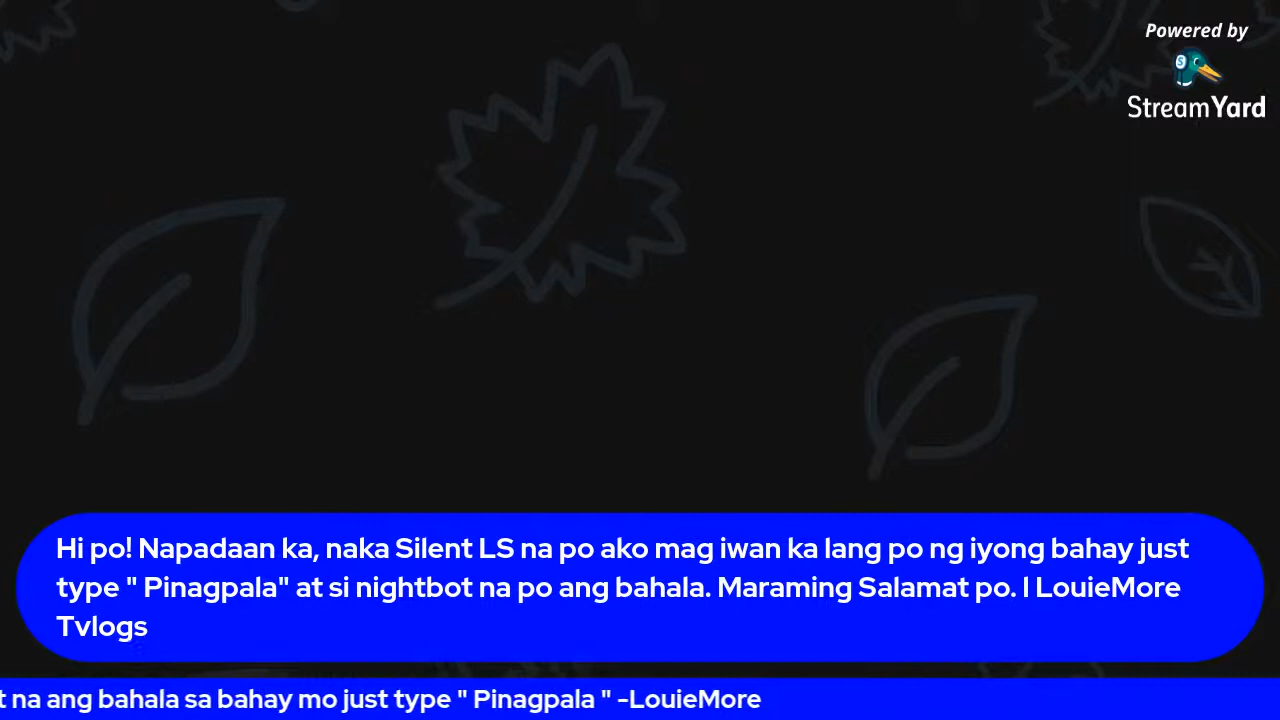 Powered by
S
StreamYard
Hi po! Napadaan ka, naka Silent LS na po ako mag iwan ka lang po ng iyong bahay just
type " Pinagpala" at si nightbot na po ang bahala. Maraming Salamat po. I LouieMore
Tvlogs
t na ang bahala sa bahay mo just type " Pinagpala " -LouieMore